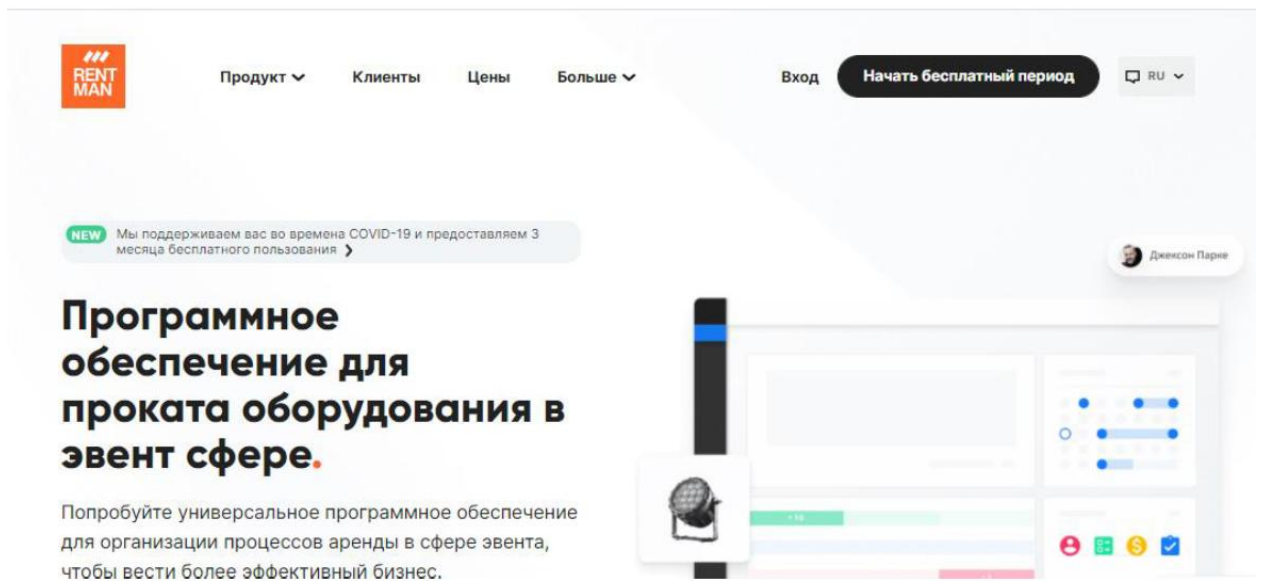 RENT
MAN
Продукт
Клиенты
Цены
Больше
Вход
Начать бесплатный период
RU
NEW
Мы поддерживаем вас во времена COVID-19 и предоставляем 3
месяца бесплатного пользования
Джексон Парке
Программное
обеспечение для
проката оборудования в
эвент сфере.
Попробуйте универсальное программное обеспечение
для организации процессов аренды в сфере эвента,
чтобы вести более эффективный бизнес.